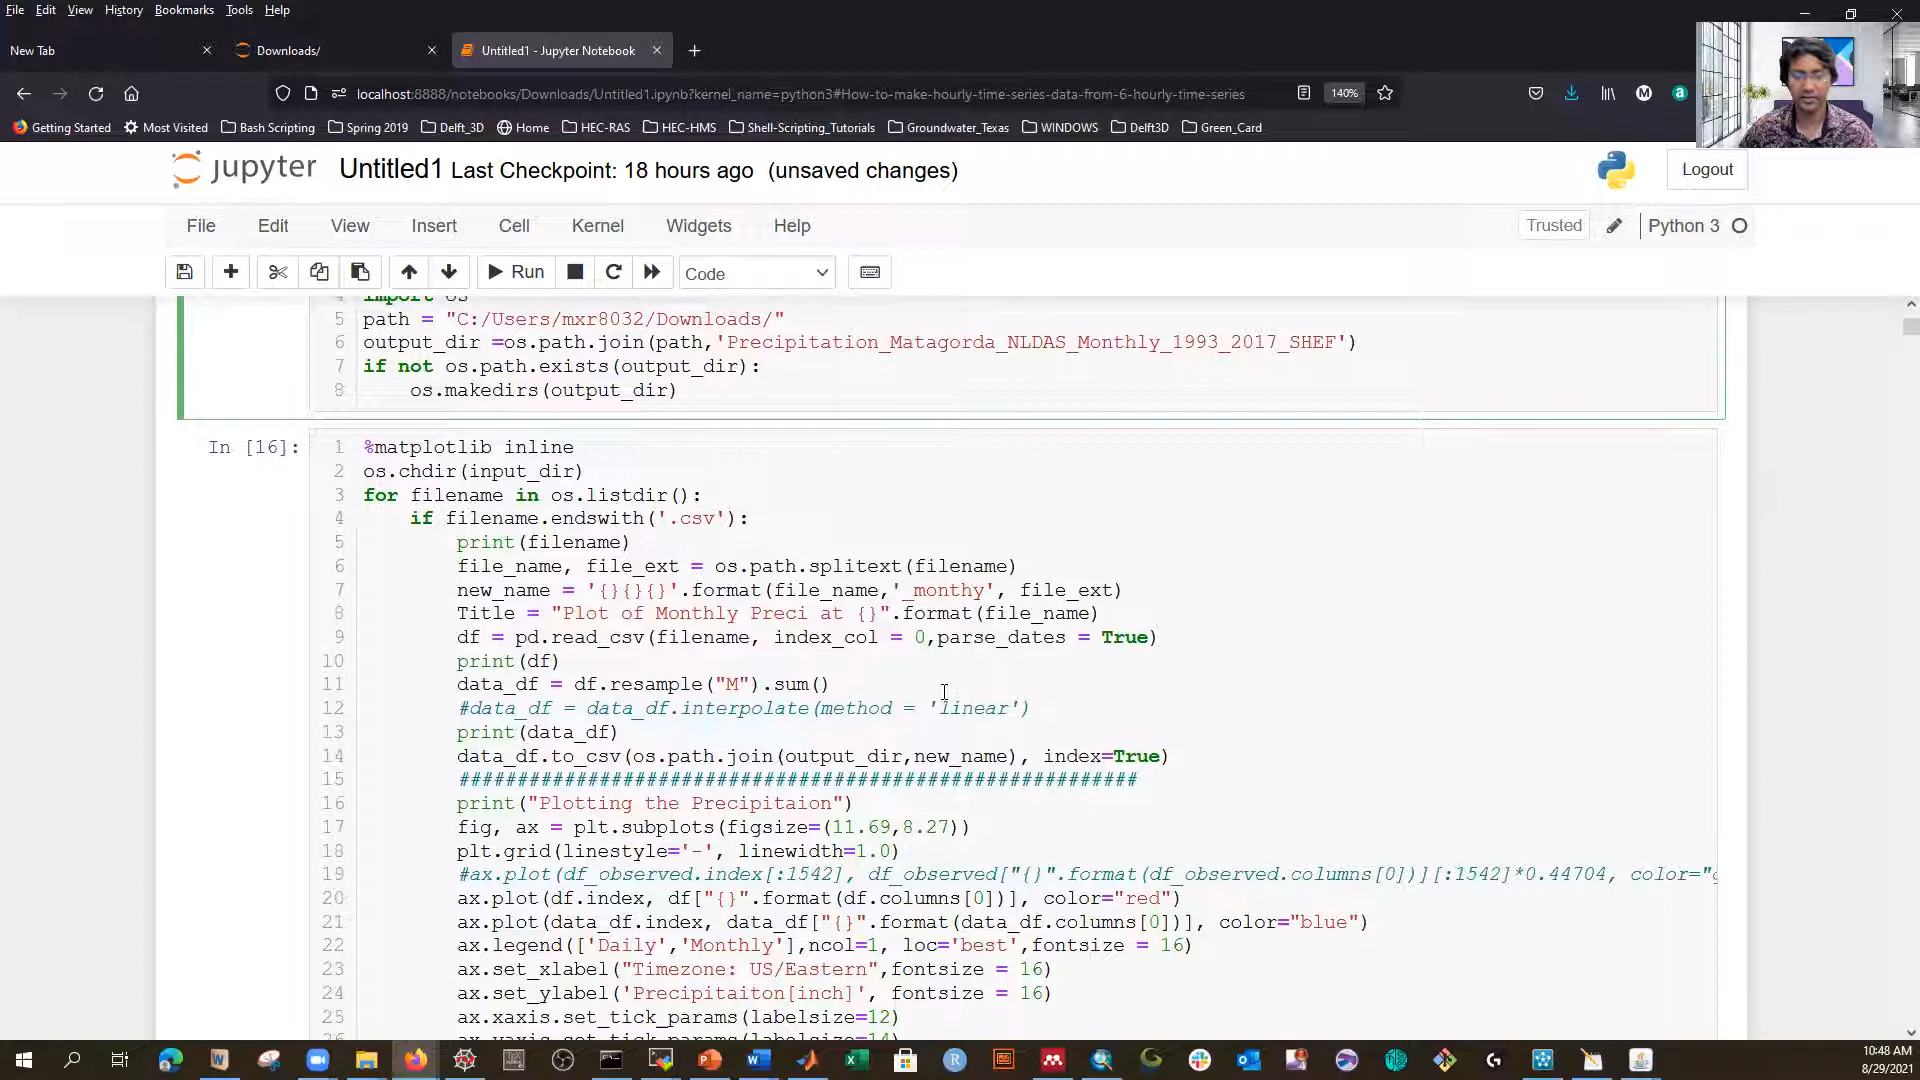 File Edit View History Bookmarks Tools Help
New Tab
Downloads/
Untitled1 - Jupyter Notebook
localhost:8888/notebooks/Downloads/Untitled1.ipynb?kernel_name=python3#How-to-make-hourly-time-series-data-from-6-hourly-time-series
140%
Getting Started Most Visited Bash Scripting Spring 2019 Delft_3D Home HEC-RAS HEC-HMS Shell-Scripting_Tutorials Groundwater_Texas WINDOWS Delft3D Green_Card
jupyter Untitled1 Last Checkpoint: 18 hours ago (unsaved changes)
Logout
File Edit View Insert Cell Kernel Widgets Help
Trusted Python 3
Run Code
4 import os
5 path = "C:/Users/mxr8032/Downloads/"
6 output_dir =os.path.join(path,'Precipitation_Matagorda_NLDAS_Monthly_1993_2017_SHEF')
7 if not os.path.exists(output_dir):
8 os.makedirs(output_dir)
In [16]:
1 %matplotlib inline
2 os.chdir(input_dir)
3 for filename in os.listdir():
4 if filename.endswith('.csv'):
5 print(filename)
6 file_name, file_ext = os.path.splitext(filename)
7 new_name = '{}{}{}'.format(file_name,'_monthy', file_ext)
8 Title = "Plot of Monthly Preci at {}".format(file_name)
9 df = pd.read_csv(filename, index_col = 0,parse_dates = True)
10 print(df)
11 data_df = df.resample("M").sum()
12 #data_df = data_df.interpolate(method = 'linear')
13 print(data_df)
14 data_df.to_csv(os.path.join(output_dir,new_name), index=True)
15 ##########################################################
16 print("Plotting the Precipitaion")
17 fig, ax = plt.subplots(figsize=(11.69,8.27))
18 plt.grid(linestyle='-', linewidth=1.0)
19 #ax.plot(df_observed.index[:1542], df_observed["{}".format(df_observed.columns[0])][:1542]*0.44704, color="g
20 ax.plot(df.index, df["{}".format(df.columns[0])], color="red")
21 ax.plot(data_df.index, data_df["{}".format(data_df.columns[0])], color="blue")
22 ax.legend(['Daily','Monthly'],ncol=1, loc='best',fontsize = 16)
23 ax.set_xlabel("Timezone: US/Eastern",fontsize = 16)
24 ax.set_ylabel('Precipitaiton[inch]', fontsize = 16)
25 ax.xaxis.set_tick_params(labelsize=12)
10:48 AM
8/29/2021